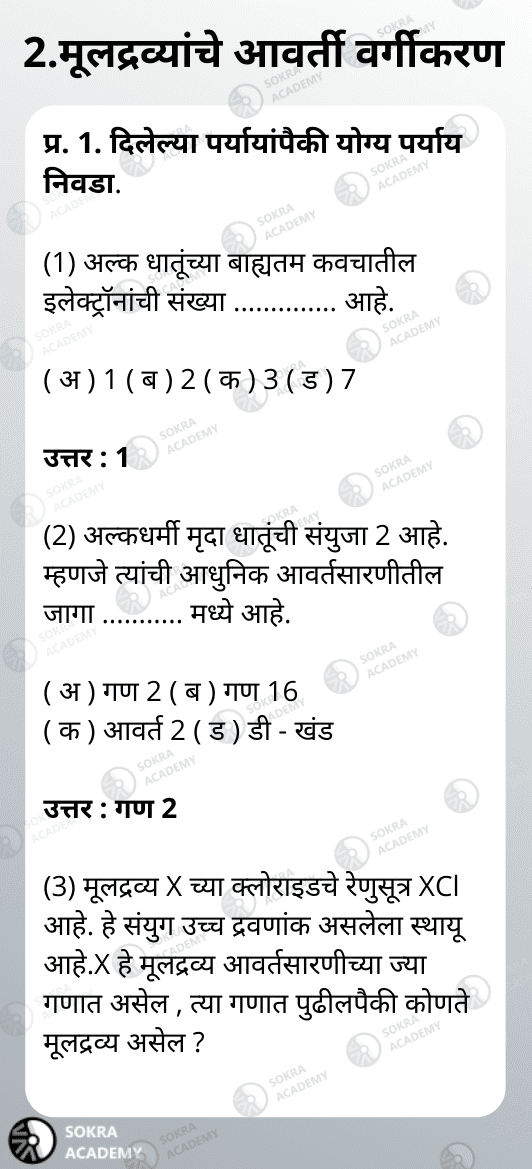 2.मूलद्रव्यांचे आवर्ती वर्गीकरण
प्र. 1. दिलेल्या पर्यायांपैकी योग्य पर्याय
निवडा.
(1) अल्क धातूंच्या बाह्यतम कवचातील
इलेक्ट्रॉनांची संख्या .............. आहे.
( अ ) 1 ( ब ) 2 ( क ) 3 ( ड ) 7
उत्तर : 1
(2) अल्कधर्मी मृदा धातूंची संयुजा 2 आहे.
म्हणजे त्यांची आधुनिक आवर्तसारणीतील
जागा ........... मध्ये आहे.
( अ ) गण 2 ( ब ) गण 16
( क ) आवर्त 2 ( ड ) डी - खंड
उत्तर : गण 2
(3) मूलद्रव्य X च्या क्लोराइडचे रेणुसूत्र XCl
आहे. हे संयुग उच्च द्रवणांक असलेला स्थायू
आहे.X हे मूलद्रव्य आवर्तसारणीच्या ज्या
गणात असेल , त्या गणात पुढीलपैकी कोणते
मूलद्रव्य असेल ?
SOKRA
ACADEMY